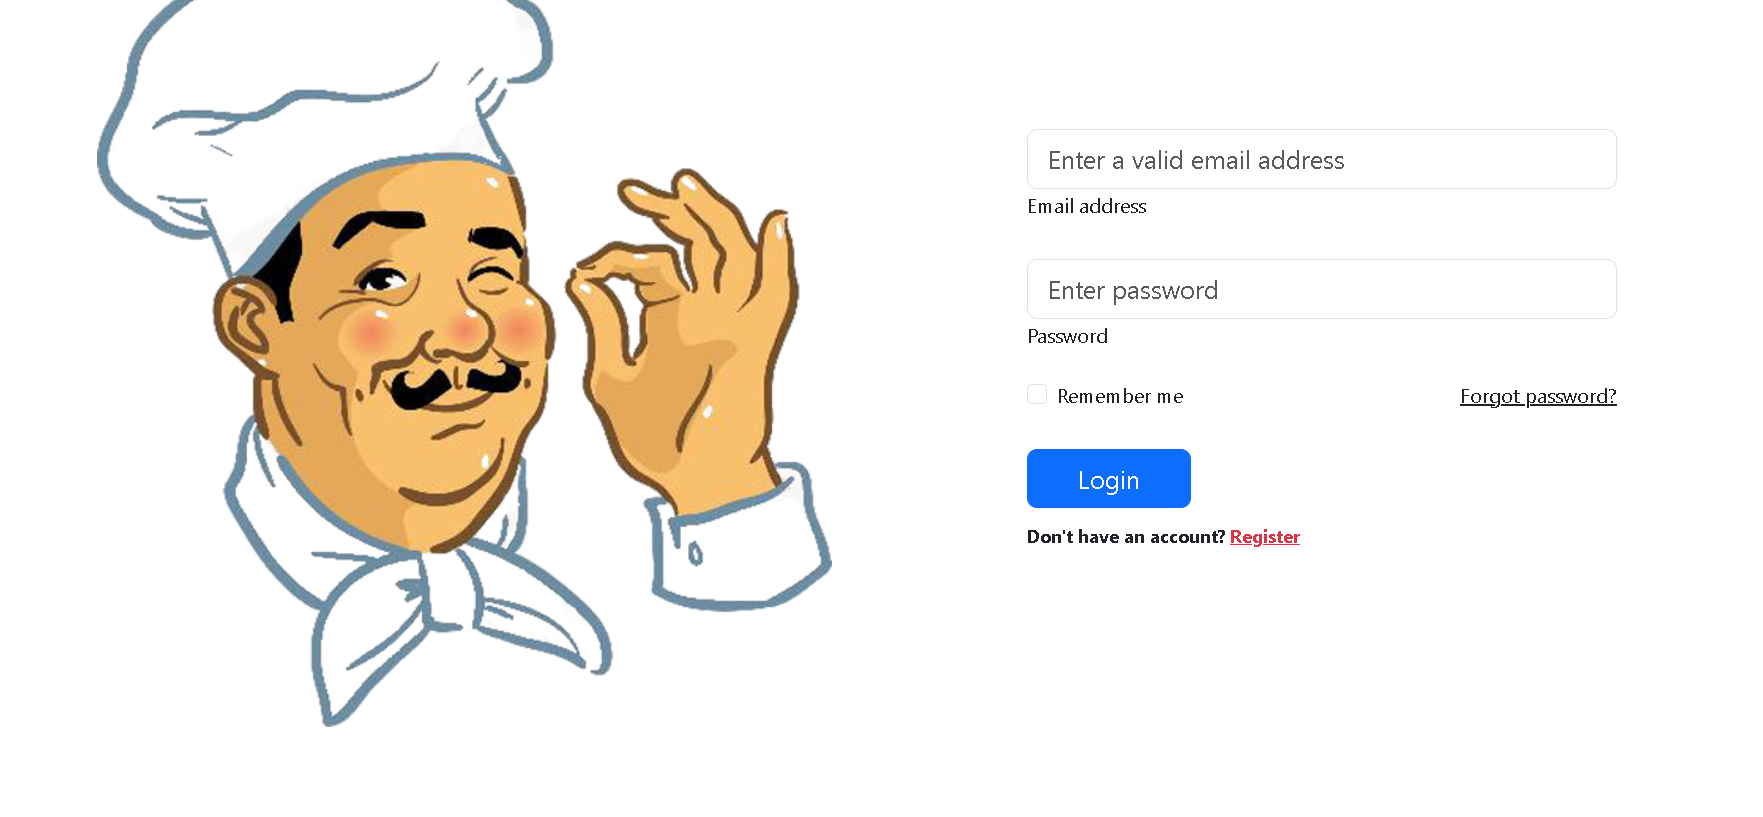 Enter a valid email address
Email address
Enter password
Password
Remember me
Forgot password?
Login
Don't have an account? Register